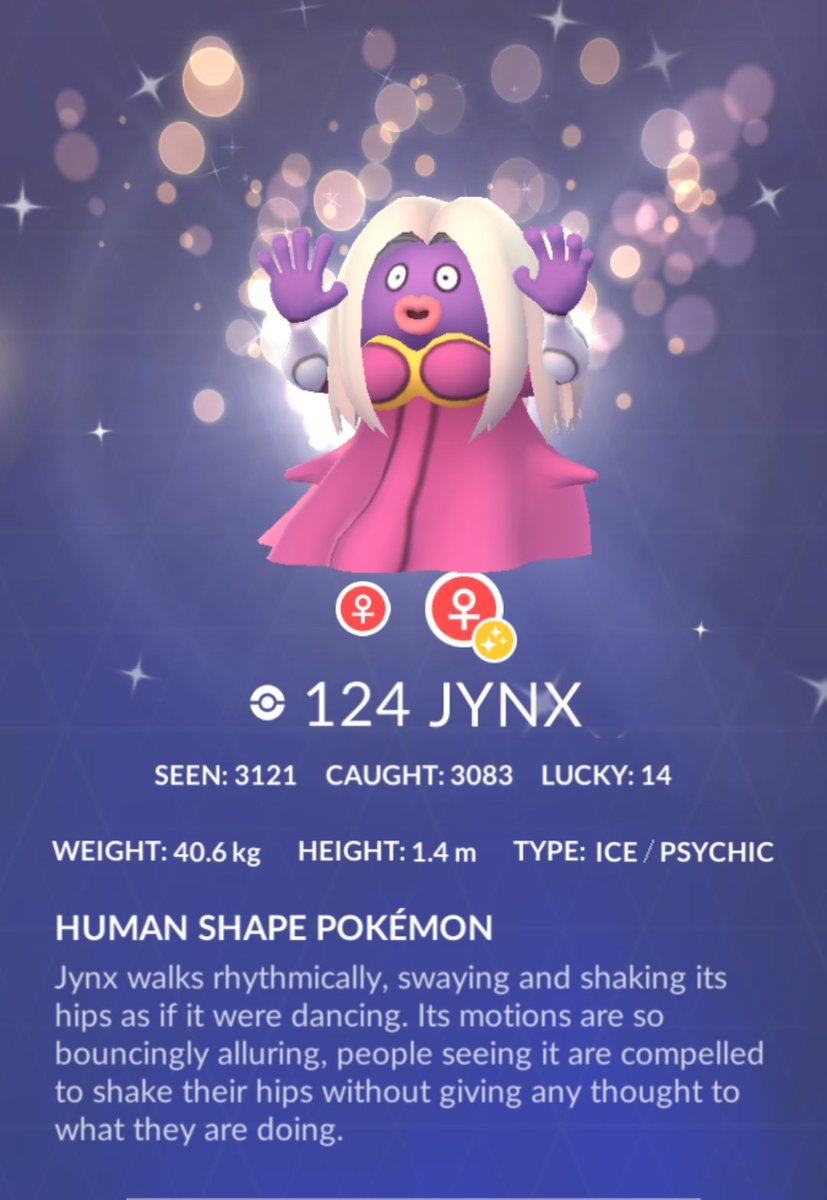 124 JYNX
SEEN: 3121 CAUGHT: 3083 LUCKY: 14
WEIGHT: 40.6 kg HEIGHT: 1.4 m TYPE: ICE / PSYCHIC
HUMAN SHAPE POKÉMON
Jynx walks rhythmically, swaying and shaking its
hips as if it were dancing. Its motions are so
bouncingly alluring, people seeing it are compelled
to shake their hips without giving any thought to
what they are doing.